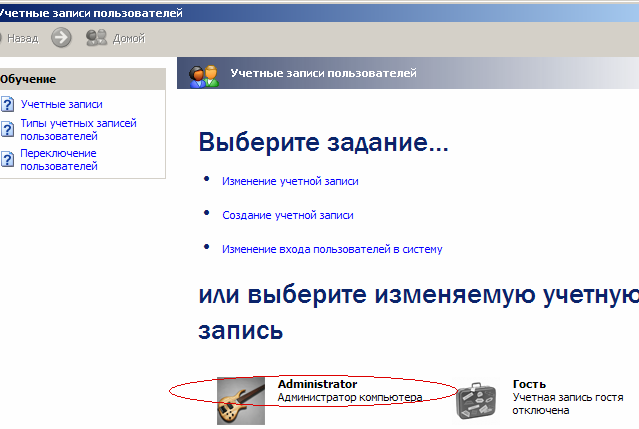 Учетные записи пользователей
Назад Домой
Обучение
Учетные записи
Типы учетных записей
пользователей
Переключение
пользователей
Учетные записи пользователей
Выберите задание...
Изменение учетной записи
Создание учетной записи
Изменение входа пользователей в систему
или выберите изменяемую учетную
запись
Administrator
Администратор компьютера
Гость
Учетная запись гостя
отключена